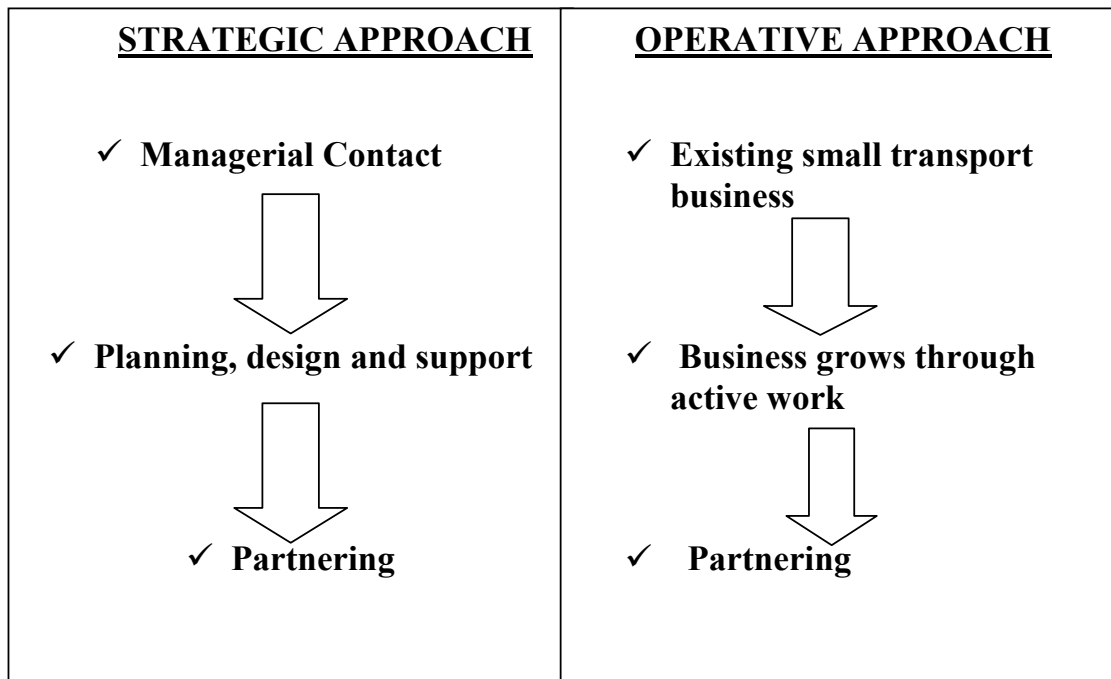 STRATEGIC APPROACH
✓ Managerial Contact
✓ Planning, design and support
✓ Partnering
OPERATIVE APPROACH
✓ Existing small transport
business
✓ Business grows through
active work
✓ Partnering